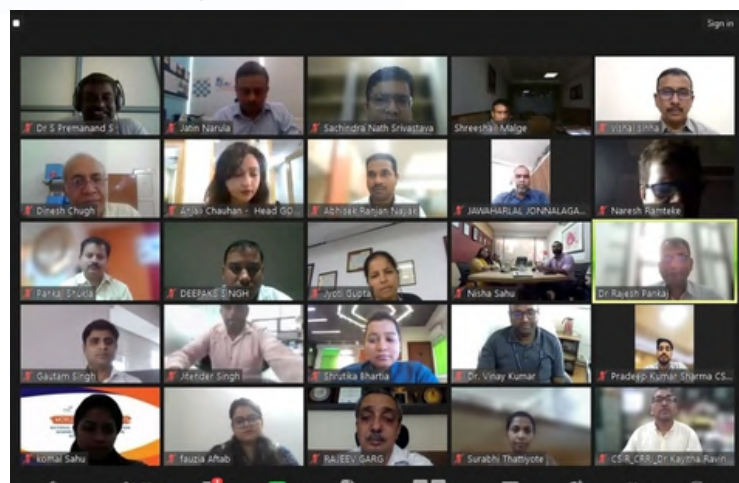 Sign in
Dr S Premanand S
Jatin Narula
Sachindra Nath Srivastava
Shreeshail Malge
vishal sinha
Dinesh Chugh
Anjali Chauhan - Head GO...
Abhisek Ranjan Nayak
JAWAHARLAL JONNALAGA...
Naresh Ramteke
Pankaj Shukla
DEEPAK SINGH
Jyoti Gupta
Nisha Sahu
Dr Rajesh Pankaj
Gautam Singh
Jitender Singh
Shrutika Bhartia
Dr. Vinay Kumar
Pradeep Kumar Sharma CS...
komal Sahu
fauzia Aftab
RAJEEV GARG
Surabhi Thattiyote
CSIR_CRRI_Dr Kayitha Ravin...